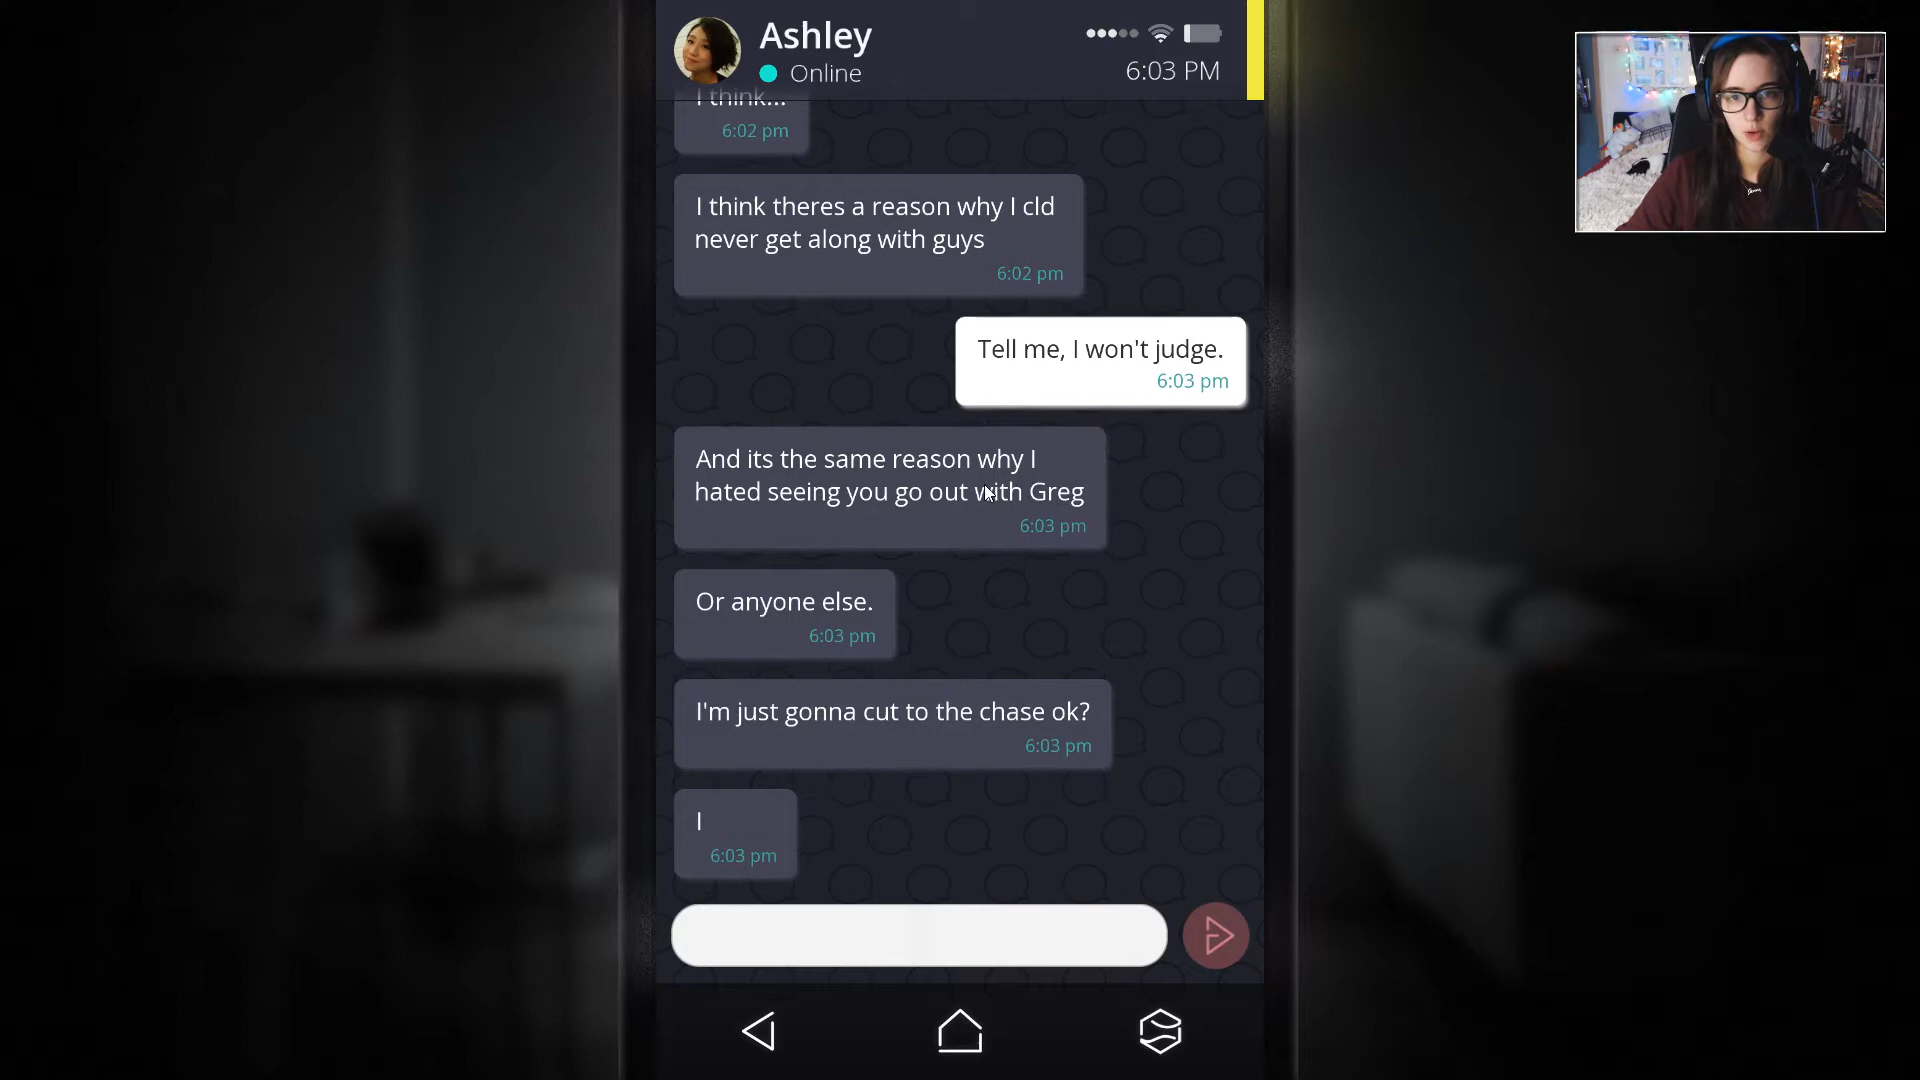 Ashley
Online
6:03 PM
I think...
6:02 pm
I think theres a reason why I cld
never get along with guys
6:02 pm
Tell me, I won't judge.
6:03 pm
And its the same reason why I
hated seeing you go out with Greg
6:03 pm
Or anyone else.
6:03 pm
I'm just gonna cut to the chase ok?
6:03 pm
I
6:03 pm